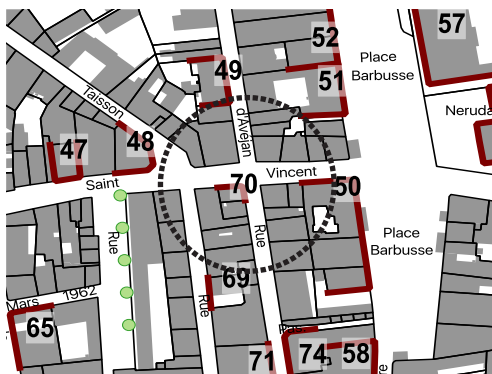 57
52
Place
Barbusse
49
51
Taisson
d'Avéjan
Neruda
47
48
Saint
70
Vincent
50
Rue
Rue
Place
Barbusse
69
Rue
Mars 1962
65
71
74
58